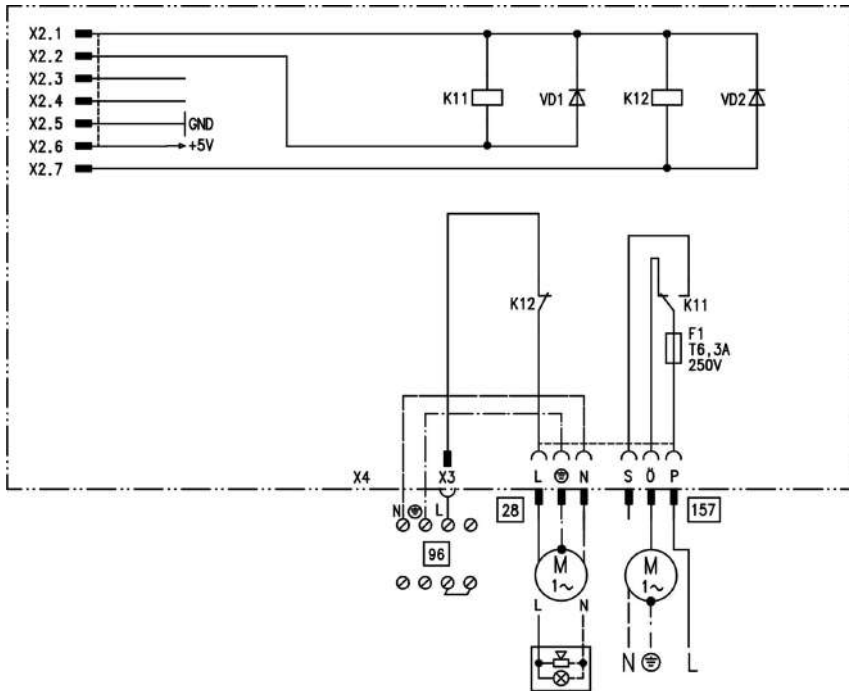 X2.1
X2.2
X2.3
X2.4
X2.5 GND
X2.6 +5V
X2.7
K11 VD1 K12 VD2
K12 K11
F1
T6,3A
250V
X4 X3 L N S Ö P
N L 28 157
96
M M
1~ 1~
L N
N L